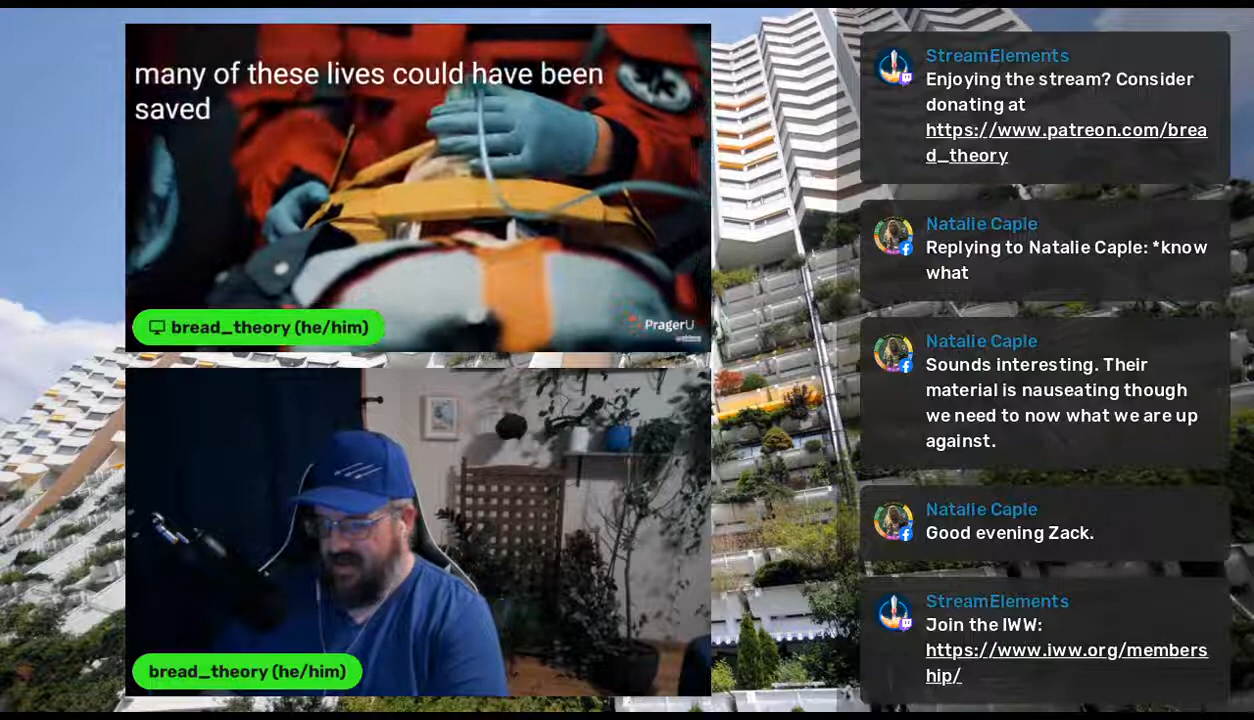 many of these lives could have been
saved
PragerU
bread_theory (he/him)
bread_theory (he/him)
StreamElements
Enjoying the stream? Consider
donating at
https://www.patreon.com/brea
d_theory
Natalie Caple
Replying to Natalie Caple: *know
what
Natalie Caple
Sounds interesting. Their
material is nauseating though
we need to now what we are up
against.
Natalie Caple
Good evening Zack.
StreamElements
Join the IWW:
https://www.iww.org/members
hip/